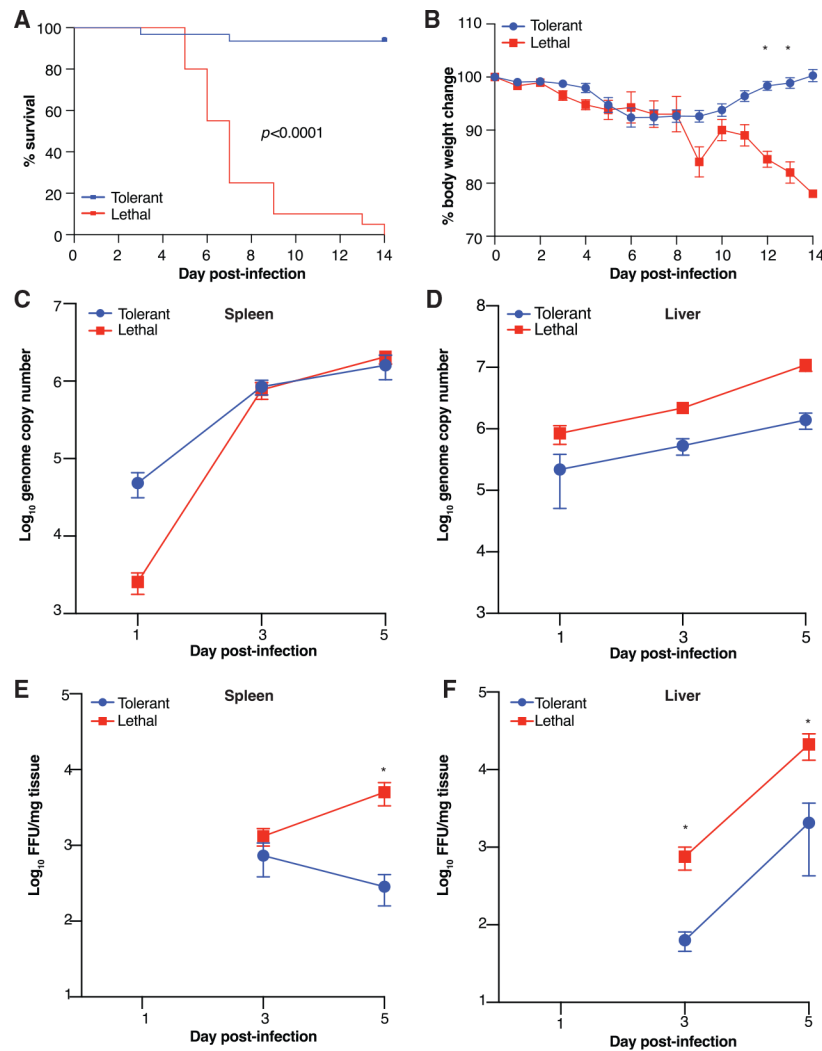 A
% survival
100
80
60
40
20
0
p<0.0001
Tolerant
Lethal
0 2 4 6 8 10 12 14
Day post-infection
B
% body weight change
110
100
90
80
70
Tolerant
Lethal
* *
0 2 4 6 8 10 12 14
Day post-infection
C
Spleen
Tolerant
Lethal
Log10 genome copy number
7
6
5
4
3
1 3 5
Day post-infection
D
Liver
Tolerant
Lethal
Log10 genome copy number
8
7
6
5
4
3
1 3 5
Day post-infection
E
Spleen
Tolerant
Lethal
Log10 FFU/mg tissue
5
4
3
2
1
*
1 3 5
Day post-infection
F
Liver
Tolerant
Lethal
Log10 FFU/mg tissue
5
4
3
2
1
*
*
1 3 5
Day post-infection